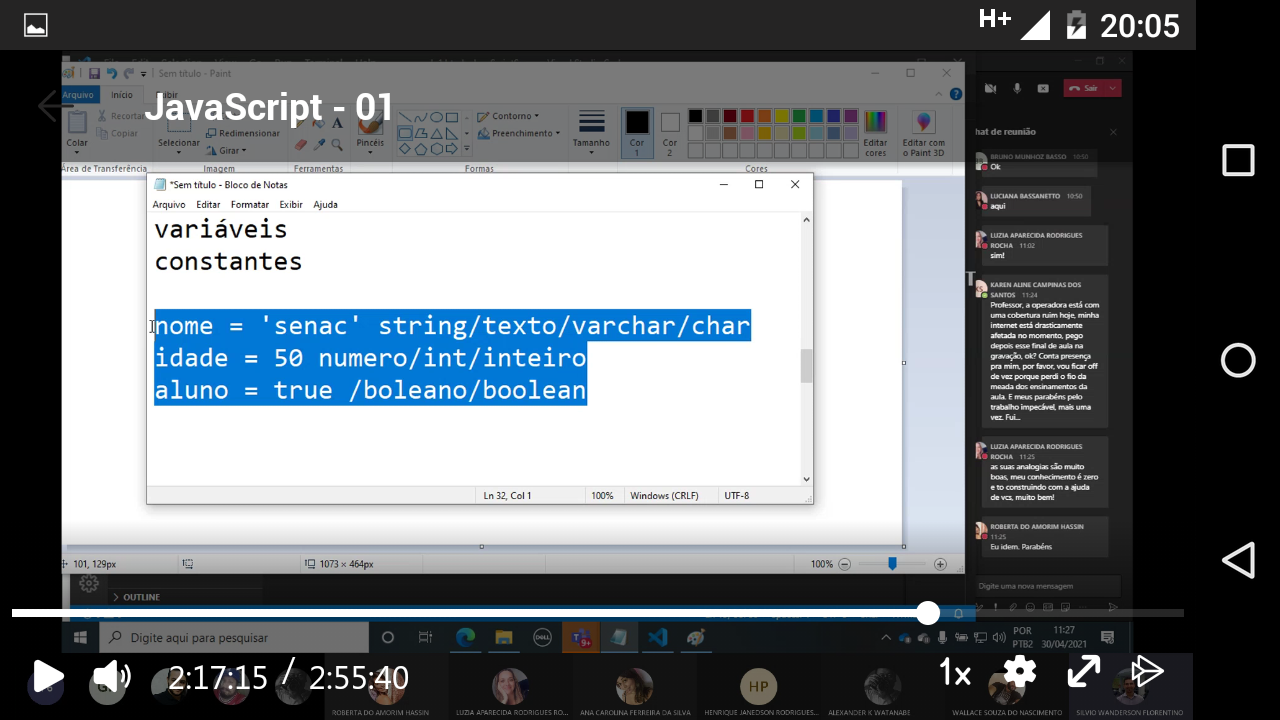 H+ 20:05
JavaScript - 01
Sem título - Paint
Arquivo Início Exibir
Colar Recortar Copiar
Selecionar Redimensionar Girar
Pincéis
Contorno Preenchimento
Tamanho Cor 1 Cor 2 Editar cores Editar com o Paint 3D
Área de Transferência Imagem Ferramentas Formas Cores
*Sem título - Bloco de Notas
Arquivo Editar Formatar Exibir Ajuda
variáveis
constantes
nome = 'senac' string/texto/varchar/char
idade = 50 numero/int/inteiro
aluno = true /boleano/boolean
Ln 32, Col 1 100% Windows (CRLF) UTF-8
101, 129px 1073 × 464px 100%
OUTLINE
Sair
hat de reunião
BRUNO MUNHOZ BASSO 10:50
Ok
LUCIANA BASSANETTO 10:50
aqui
LUZIA APARECIDA RODRIGUES
ROCHA 11:02
sim!
KAREN ALINE CAMPINAS DOS
SANTOS 11:24
Professor, a operadora está com
uma cobertura ruim hoje, minha
internet está drasticamente
afetada no momento, pego
depois esse final de aula na
gravação, ok? Conta presença
pra mim, por favor, vou ficar off
de vez porque perdi o fio da
meada dos ensinamentos da
aula. E meus parabéns pelo
trabalho impecável, mais uma
vez. Fui...
LUZIA APARECIDA RODRIGUES
ROCHA 11:25
as suas analogias são muito
boas, meu conhecimento é zero
e to construindo com a ajuda
de vcs, muito bem!
ROBERTA DO AMORIM HASSIN
11:25
Eu idem. Parabéns
Digite uma nova mensagem
Digite aqui para pesquisar
DELL
POR 11:27
PTB2 30/04/2021
2:17:15 / 2:55:40
1x
HP
ROBERTA DO AMORIM HASSIN LUZIA APARECIDA RODRIGUES RO... ANA CAROLINA FERREIRA DA SILVA HENRIQUE JANEDSON RODRIGUES... ALEXANDER K WATANABE WALLACE SOUZA DO NASCIMENTO SILVIO WANDERSON FLORENTINO